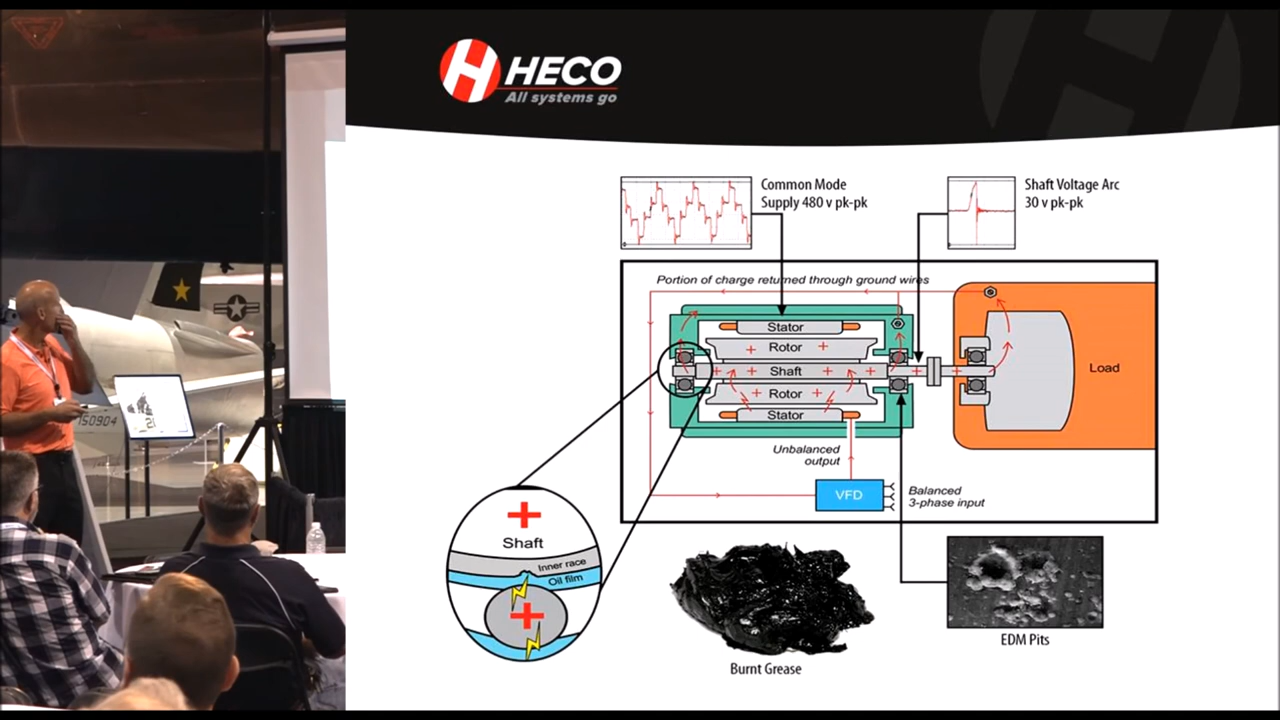 HECO
All systems go
Common Mode
Supply 480 v pk-pk
Shaft Voltage Arc
30 v pk-pk
Portion of charge returned through ground wires
Stator
Rotor
Shaft
Rotor
Stator
Load
Unbalanced
output
VFD
Balanced
3-phase input
Shaft
Inner race
Oil film
Burnt Grease
EDM Pits
150904